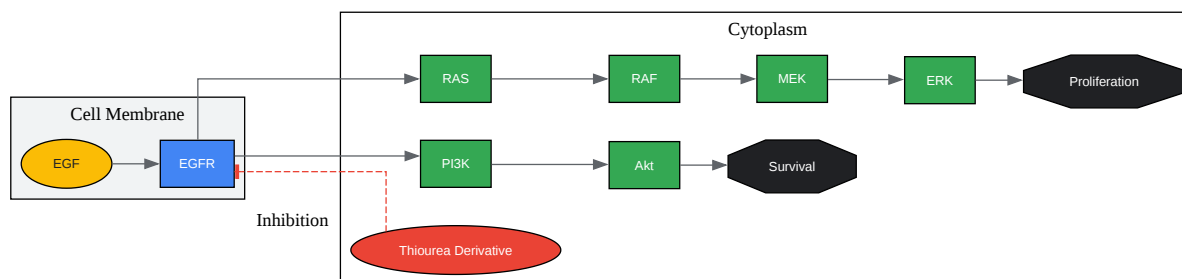 Cytoplasm
RAS
RAF
MEK
ERK
Proliferation
Cell Membrane
EGF
EGFR
PI3K
Akt
Survival
Inhibition
Thiourea Derivative